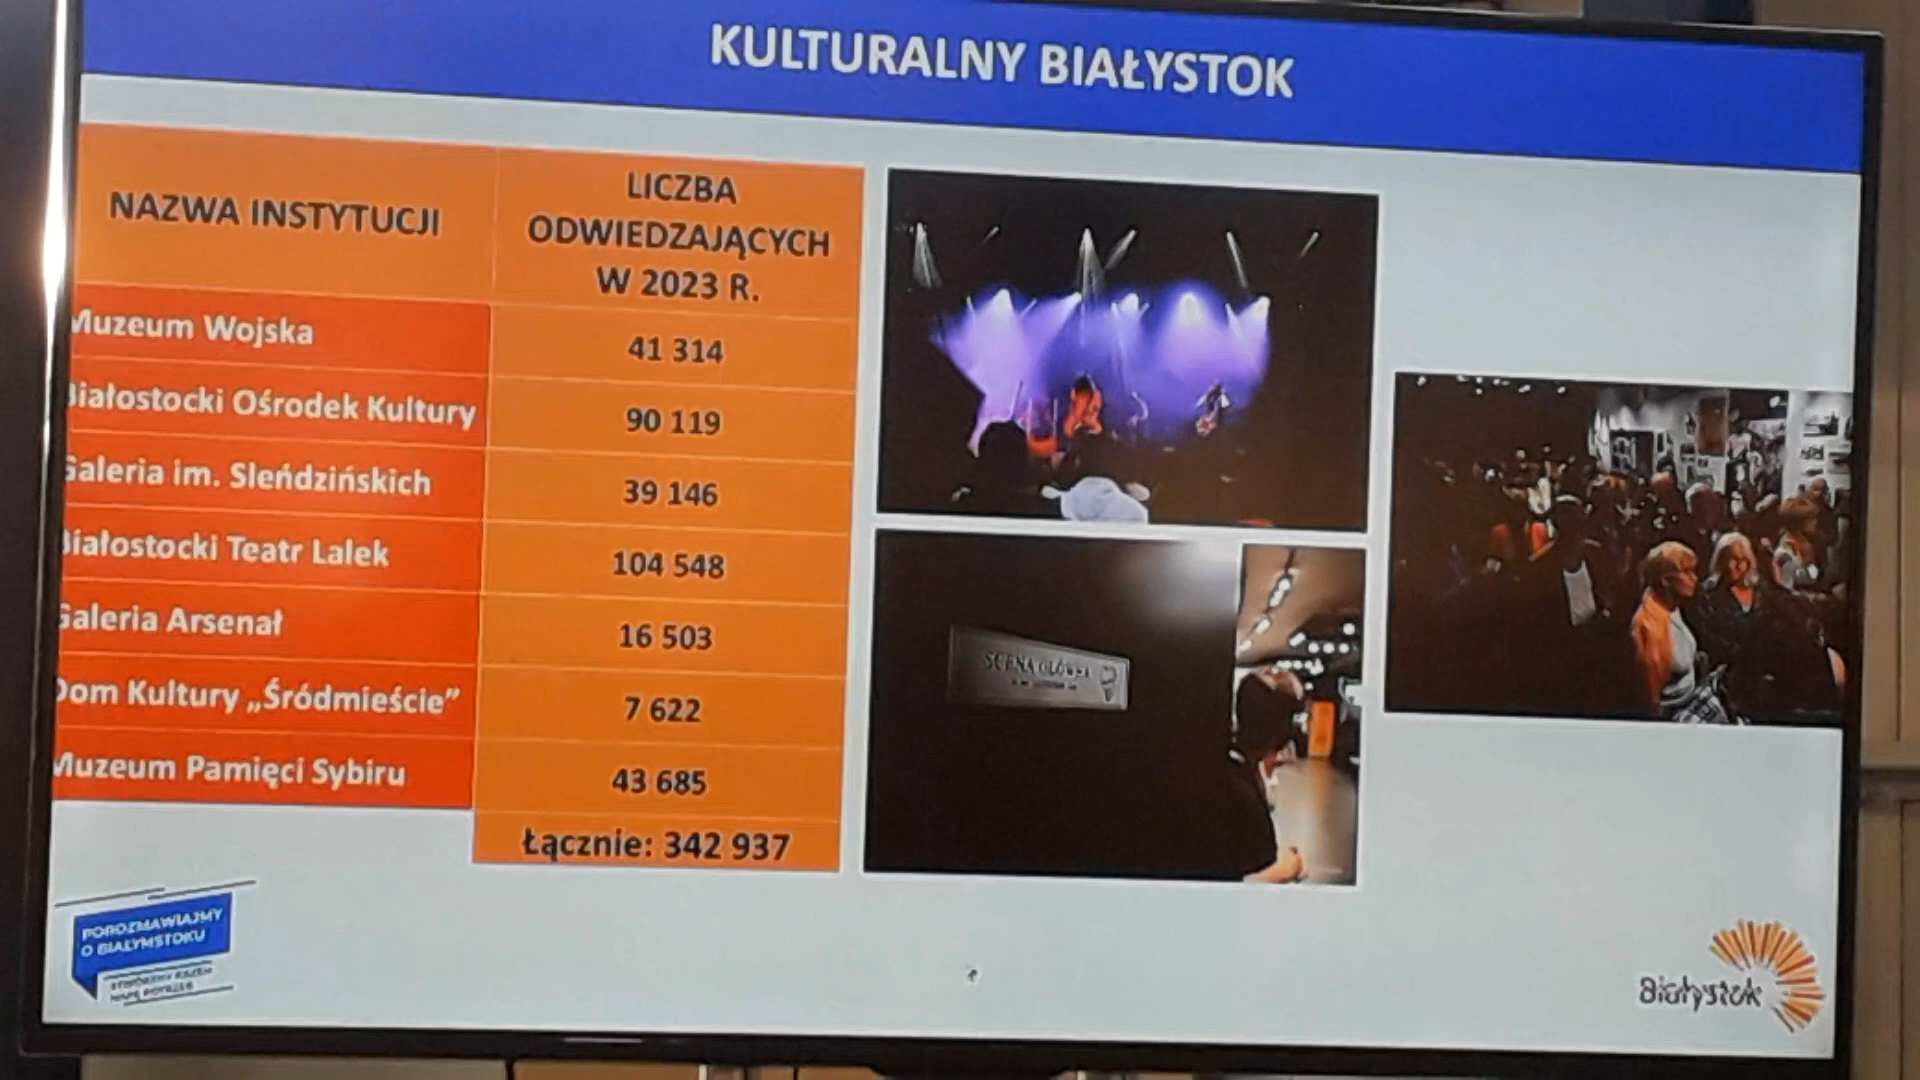 KULTURALNY BIAŁYSTOK
NAZWA INSTYTUCJI
LICZBA
ODWIEDZAJĄCYCH
W 2023 R.
Muzeum Wojska
41 314
Białostocki Ośrodek Kultury
90 119
Galeria im. Sleńdzińskich
39 146
Białostocki Teatr Lalek
104 548
Galeria Arsenał
16 503
Dom Kultury „Śródmieście”
7 622
Muzeum Pamięci Sybiru
43 685
Łącznie: 342 937
SCENA GŁÓWNA
POROZMAWIAJMY
O BIAŁYMSTOKU
Białystok